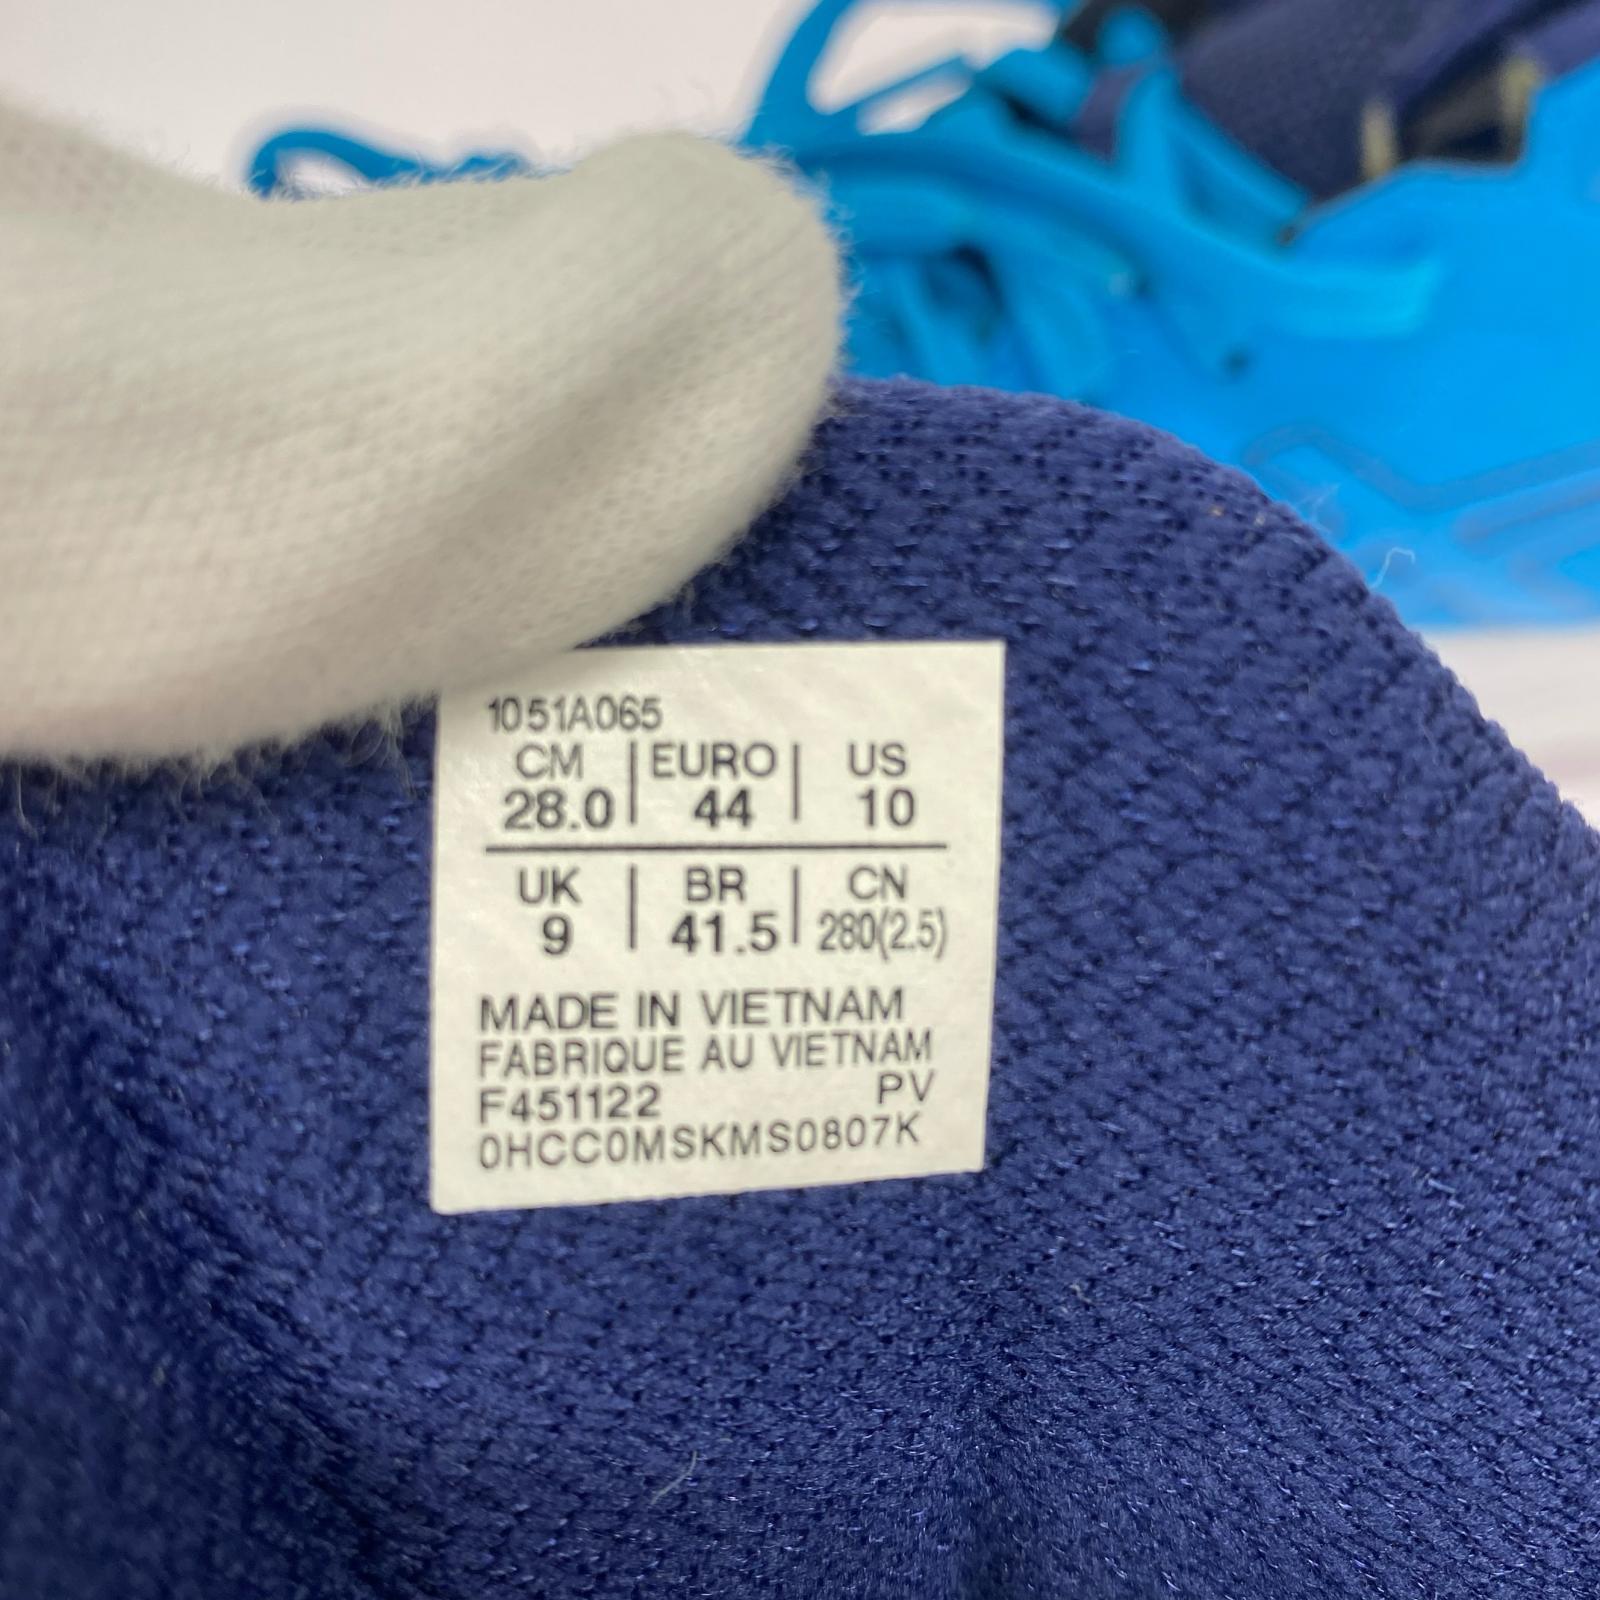 1051A065
CM | EURO | US
28.0 | 44 | 10
UK | BR | CN
9 | 41.5 | 280(2.5)
MADE IN VIETNAM
FABRIQUE AU VIETNAM
F451122 PV
0HCC0MSKMS0807K